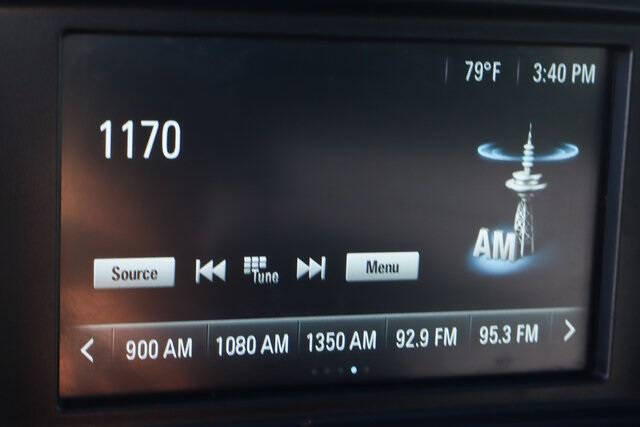 79°F 3:40 PM
1170
AM
Source Tune Menu
900 AM 1080 AM 1350 AM 92.9 FM 95.3 FM